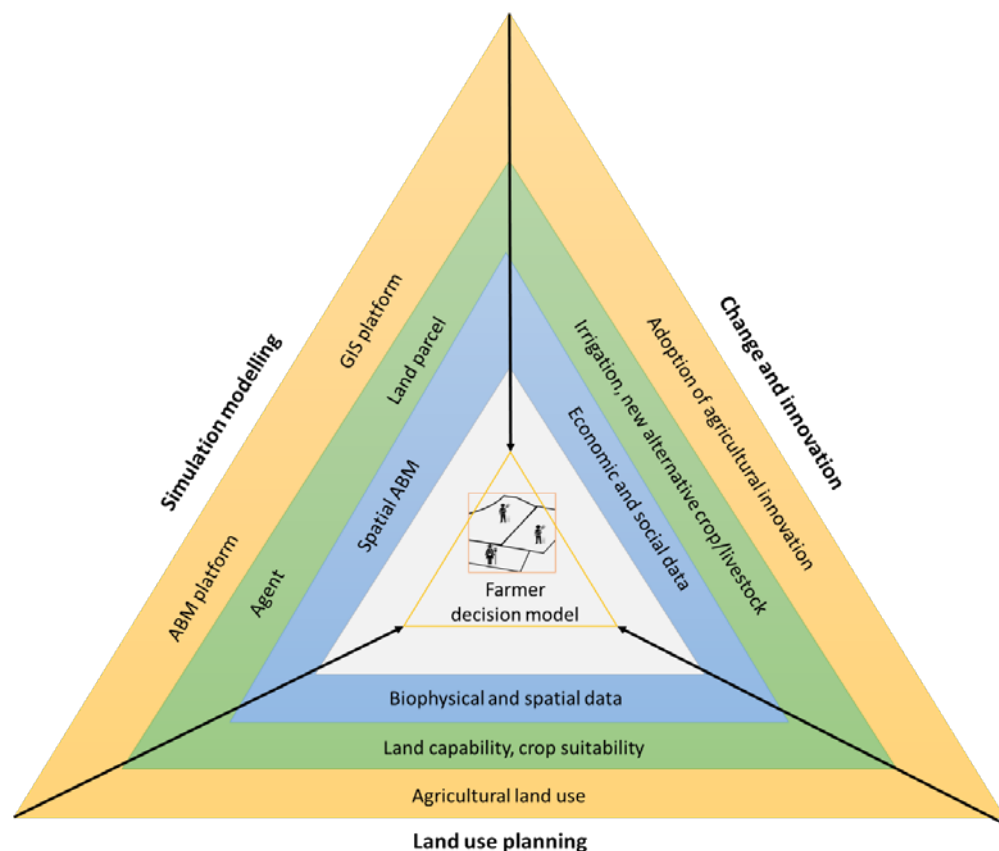 Simulation modelling
ABM platform
GIS platform
Agent
Land parcel
Spatial ABM
Change and innovation
Adoption of agricultural innovation
Irrigation, new alternative crop/livestock
Economic and social data
Farmer
decision model
Biophysical and spatial data
Land capability, crop suitability
Agricultural land use
Land use planning